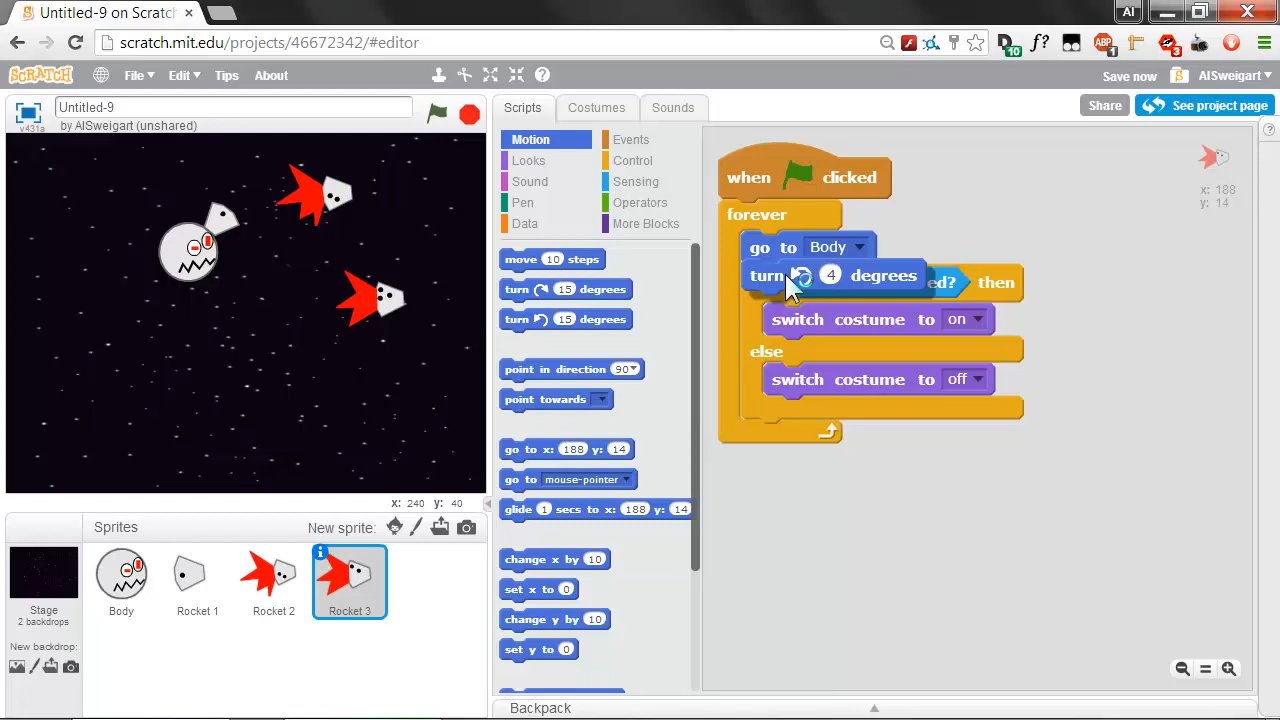 Untitled-9 on Scratch
AI
scratch.mit.edu/projects/46672342/#editor
10
f?
1
3
SCRATCH
File
Edit
Tips
About
Save now
AlSweigart
v431a
Untitled-9
by AlSweigart (unshared)
Scripts
Costumes
Sounds
Share
See project page
Motion
Events
Looks
Control
Sound
Sensing
Pen
Operators
Data
More Blocks
move 10 steps
turn 15 degrees
turn 15 degrees
point in direction 90
point towards
go to x: 188 y: 14
go to mouse-pointer
glide 1 secs to x: 188 y: 14
change x by 10
set x to 0
change y by 10
set y to 0
when clicked
forever
go to Body
turn 4 degrees
ed? then
switch costume to on
else
switch costume to off
x: 188
y: 14
x: 240 y: 40
Sprites
New sprite:
Stage
2 backdrops
New backdrop:
Body
Rocket 1
Rocket 2
Rocket 3
Backpack